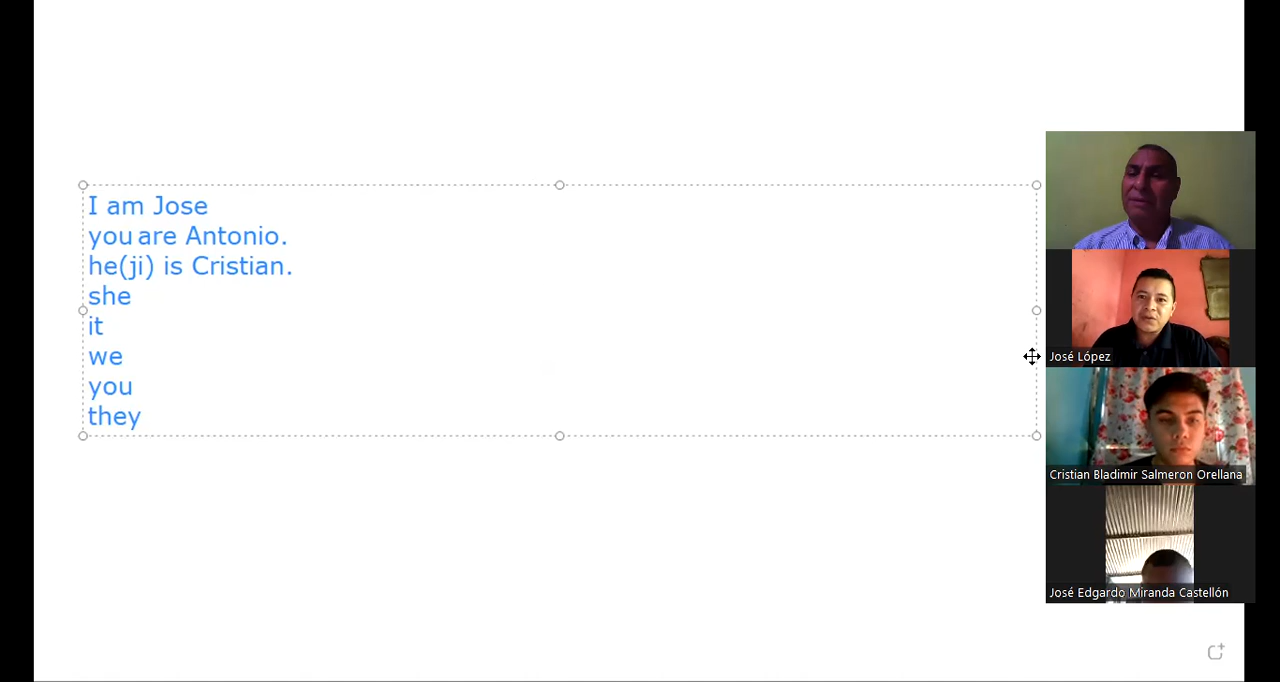 I am Jose
you are Antonio.
he(ji) is Cristian.
she
it
we
you
they
José López
Cristian Bladimir Salmeron Orellana
José Edgardo Miranda Castellón